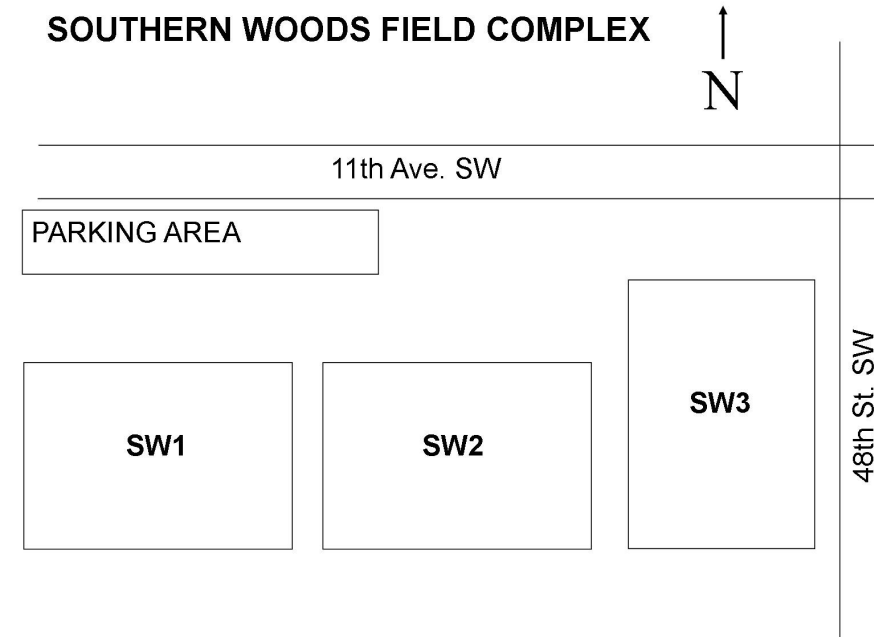 SOUTHERN WOODS FIELD COMPLEX
N
11th Ave. SW
PARKING AREA
SW1
SW2
SW3
48th St. SW